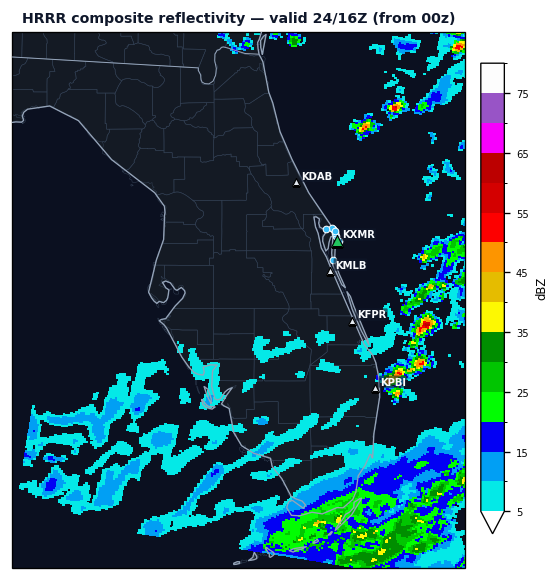 HRRR composite reflectivity — valid 24/16Z (from 00z)
KDAB
KXMR
KMLB
KFPR
KPBI
75
65
55
45
35
25
15
5
dBZ